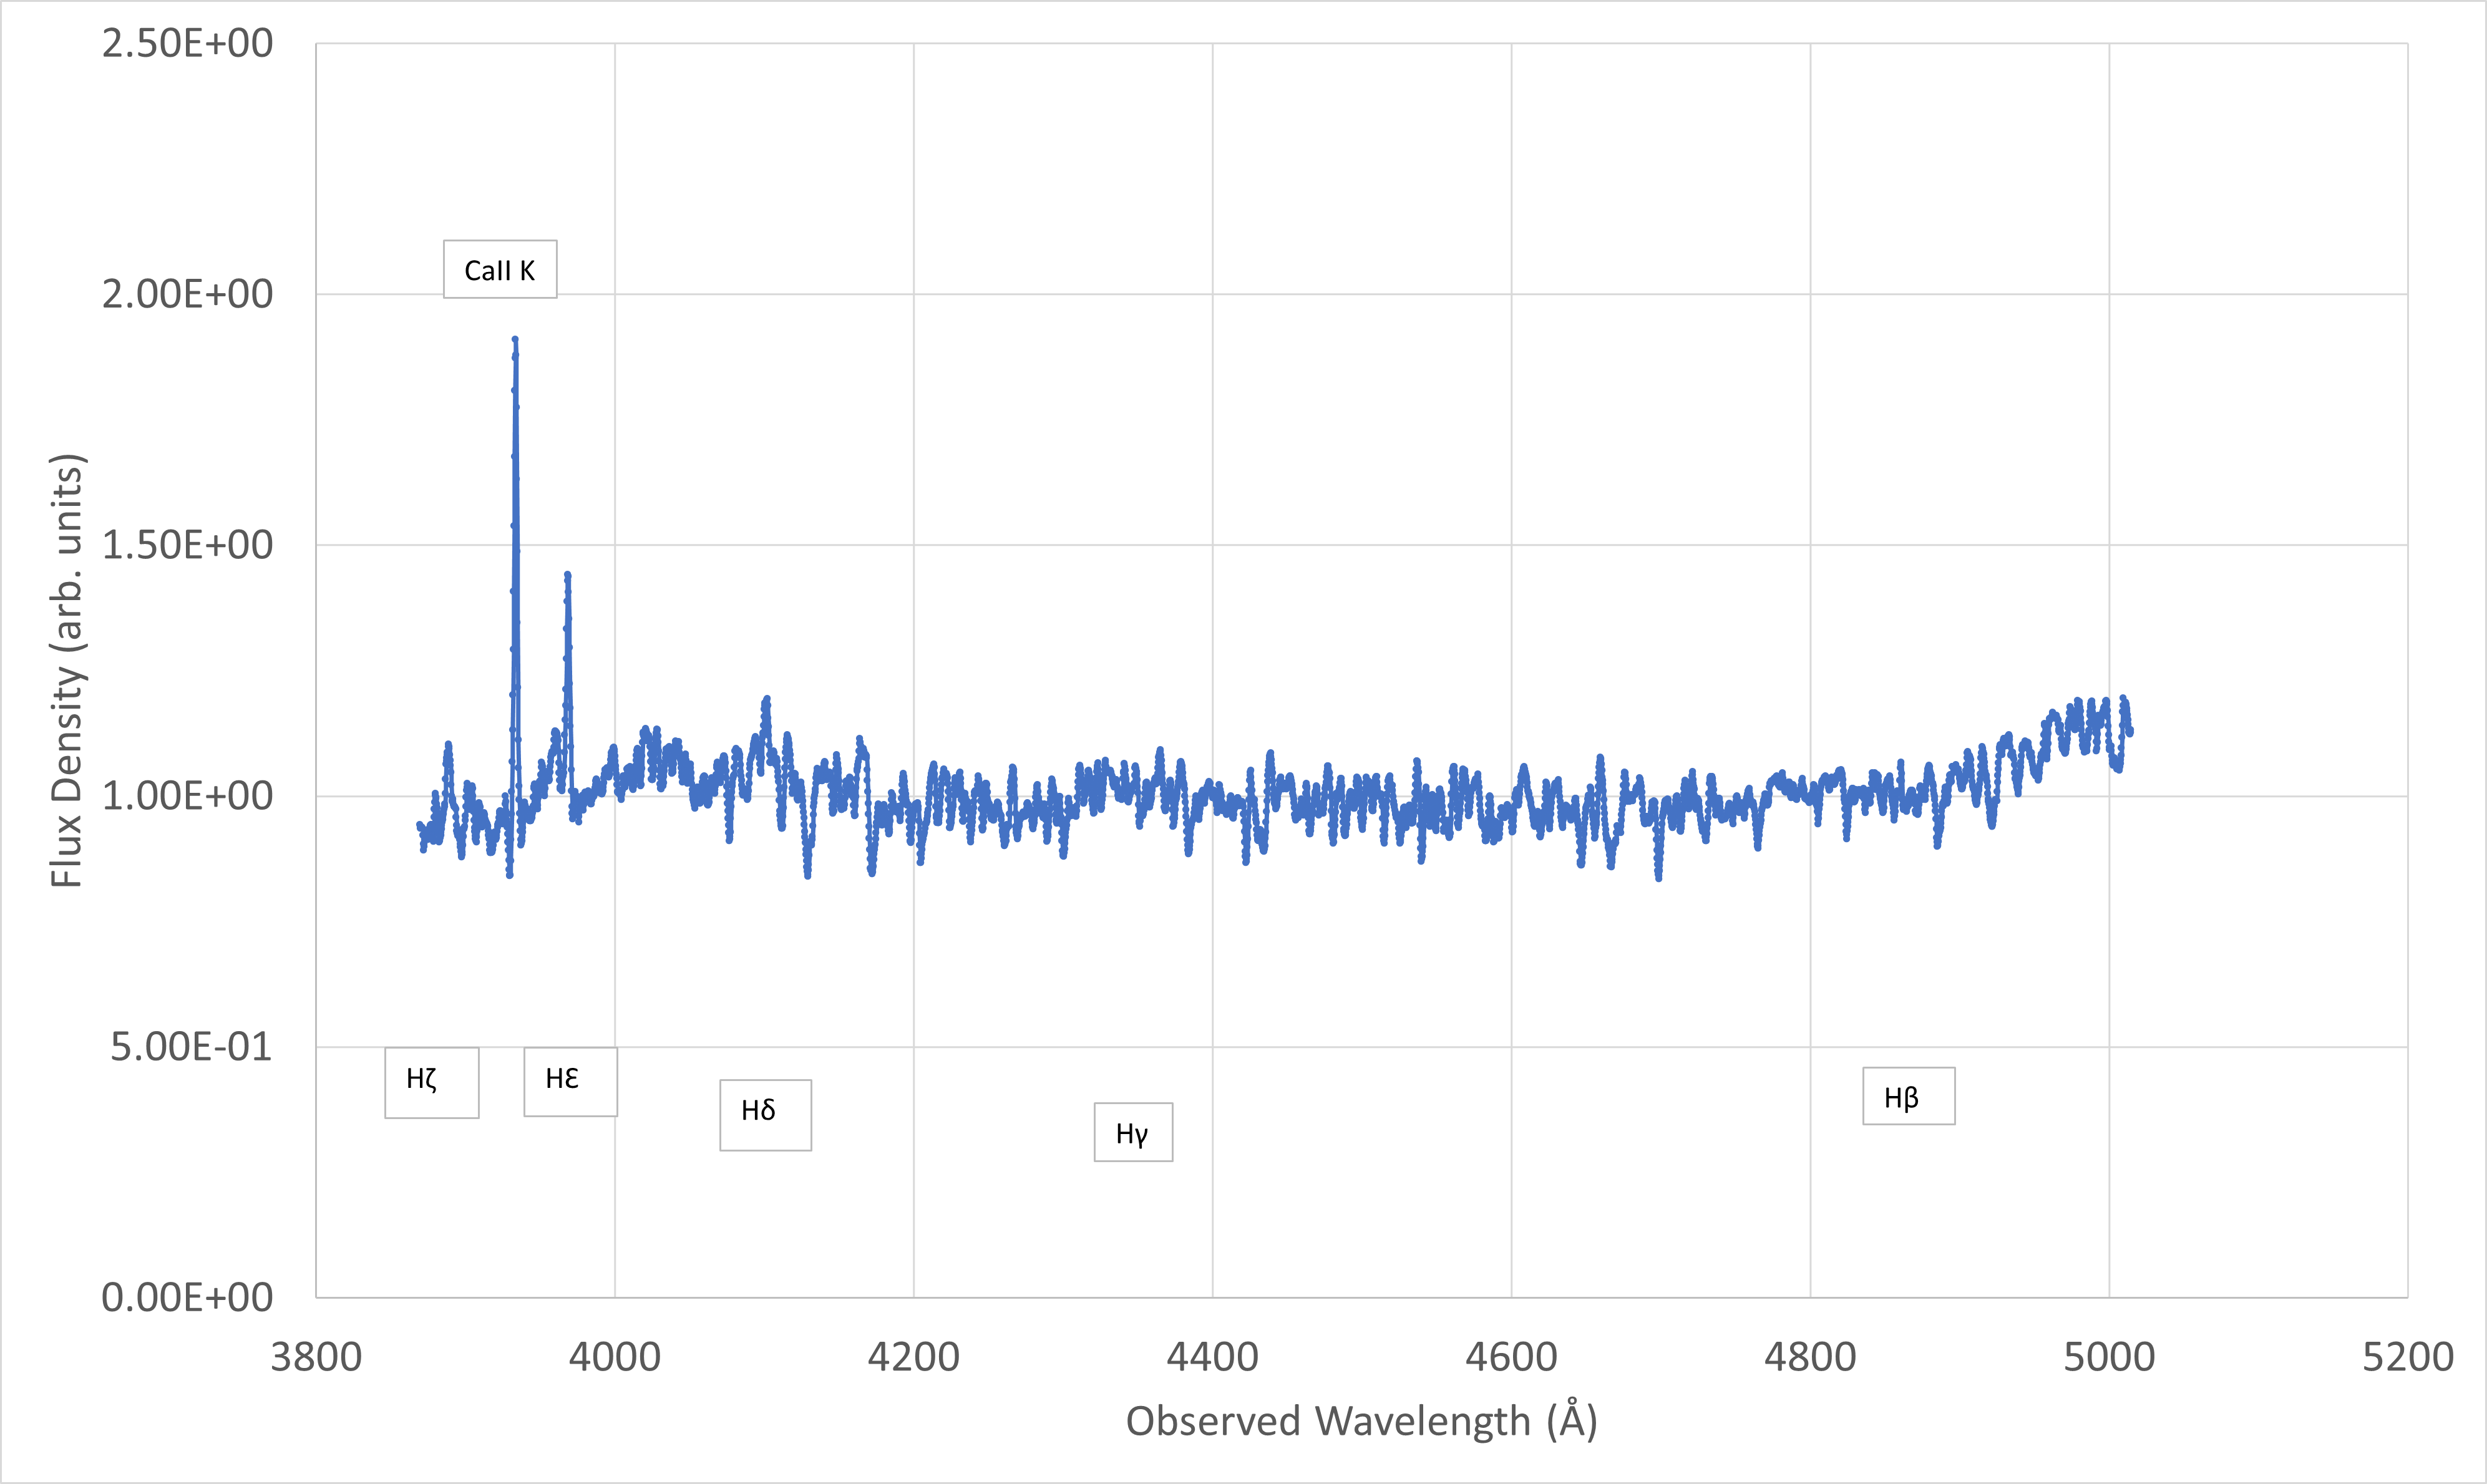 2.50E+00
2.00E+00
1.50E+00
1.00E+00
5.00E-01
0.00E+00
Flux Density (arb. units)
CaII K
Hζ
HƐ
Hδ
Hγ
Hβ
3800 4000 4200 4400 4600 4800 5000 5200
Observed Wavelength (Å)